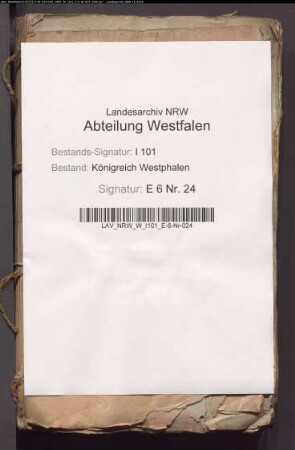 Landesarchiv NRW
Abteilung Westfalen
Bestands-Signatur: I 101
Bestand: Königreich Westphalen
Signatur: E 6 Nr. 24
LAV_NRW_W_I101_E-6-Nr-024